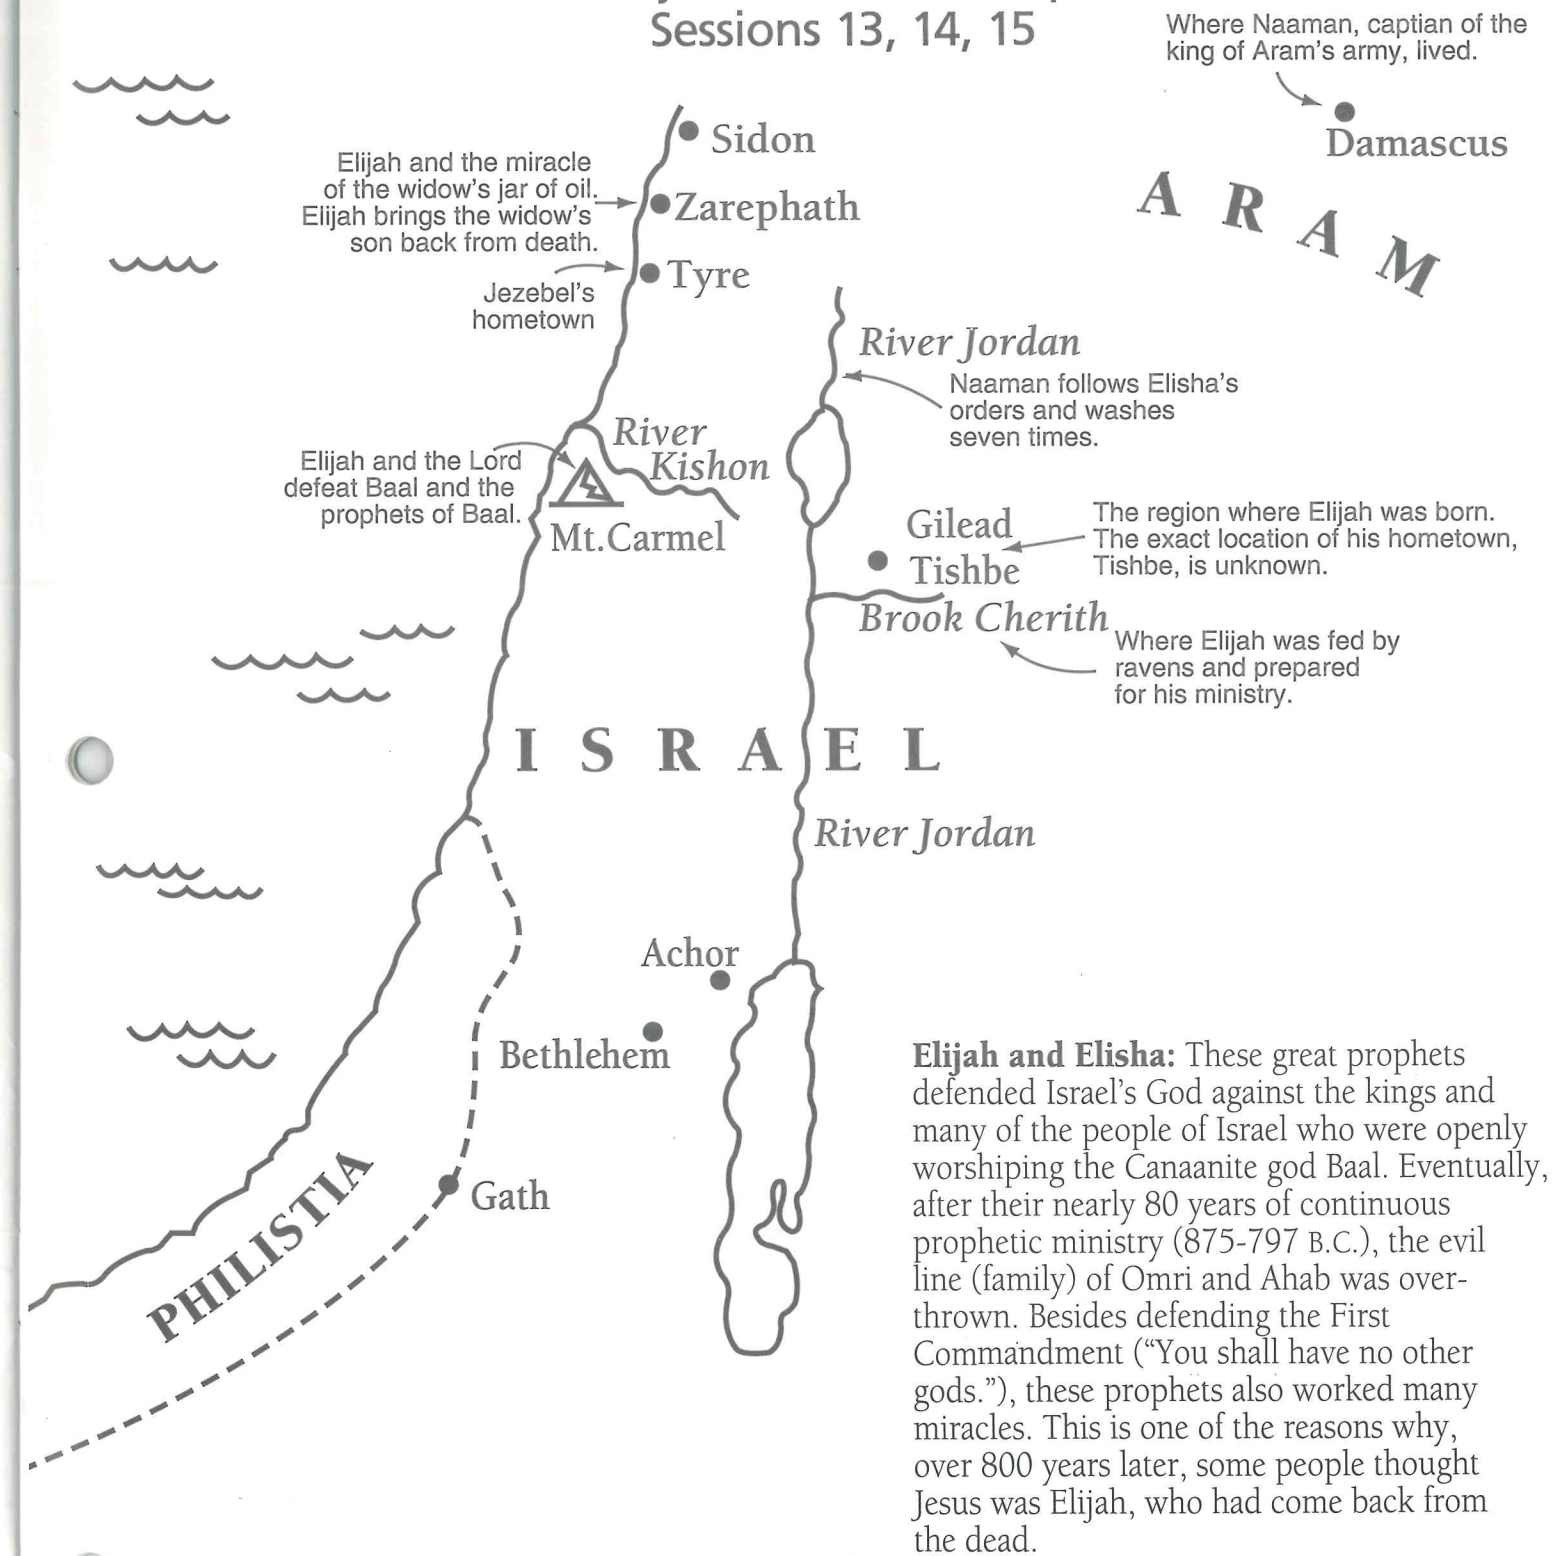 Sessions 13, 14, 15
Where Naaman, captian of the
king of Aram's army, lived.
Damascus
ARAM
Sidon
Elijah and the miracle
of the widow's jar of oil.
Elijah brings the widow's
son back from death.
Zarephath
Tyre
Jezebel's
hometown
River Jordan
Naaman follows Elisha's
orders and washes
seven times.
River
Kishon
Elijah and the Lord
defeat Baal and the
prophets of Baal.
Mt. Carmel
Gilead
Tishbe
The region where Elijah was born.
The exact location of his hometown,
Tishbe, is unknown.
Brook Cherith
Where Elijah was fed by
ravens and prepared
for his ministry.
ISRAEL
River Jordan
Achor
Bethlehem
Gath
PHILISTIA
Elijah and Elisha: These great prophets
defended Israel's God against the kings and
many of the people of Israel who were openly
worshiping the Canaanite god Baal. Eventually,
after their nearly 80 years of continuous
prophetic ministry (875-797 B.C.), the evil
line (family) of Omri and Ahab was over-
thrown. Besides defending the First
Commandment (“You shall have no other
gods.”), these prophets also worked many
miracles. This is one of the reasons why,
over 800 years later, some people thought
Jesus was Elijah, who had come back from
the dead.